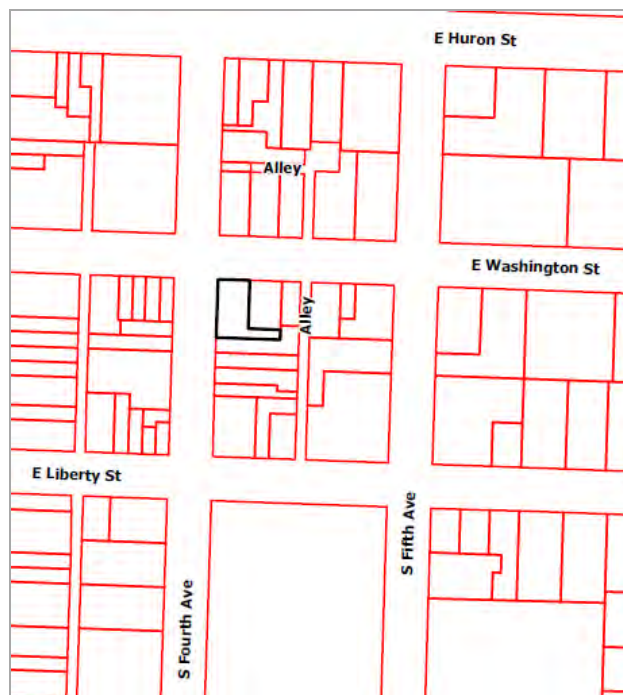 E Huron St
Alley
E Washington St
Alley
E Liberty St
S Fifth Ave
S Fourth Ave